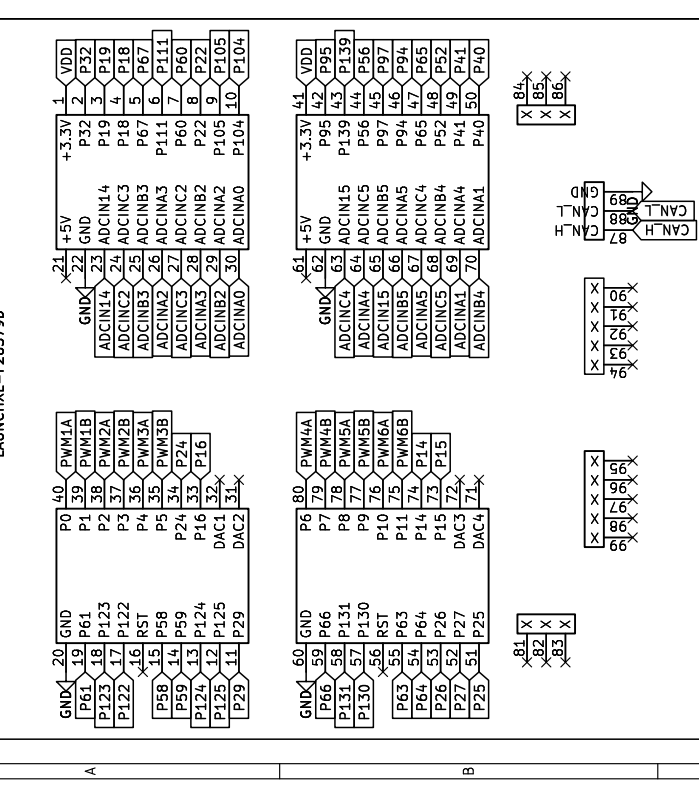 VDD P32 P19 P18 P67 P111 P60 P22 P105 P104
1 2 3 4 5 6 7 8 9 10
+3.3V P32 P19 P18 P67 P111 P60 P22 P105 P104
+5V GND ADCIN14 ADCINC3 ADCINB3 ADCINA3 ADCINC2 ADCINB2 ADCINA2 ADCINA0
21 22 23 24 25 26 27 28 29 30
GND ADCIN14 ADCINC2 ADCINB3 ADCINA2 ADCINC3 ADCINA3 ADCINB2 ADCINA0
VDD P95 P139 P56 P97 P94 P65 P52 P41 P40
41 42 43 44 45 46 47 48 49 50
+3.3V P95 P139 P56 P97 P94 P65 P52 P41 P40
+5V GND ADCIN15 ADCINC5 ADCINB5 ADCINA5 ADCINC4 ADCINB4 ADCINA4 ADCINA1
61 62 63 64 65 66 67 68 69 70
GND ADCINC4 ADCINA4 ADCIN15 ADCINB5 ADCINA5 ADCINC5 ADCINA1 ADCINB4
84 85 86
X X X
GND 89 GND
CAN_L 88 CAN_L
CAN_H 87 CAN_H
X 90
X 91
X 92
X 93
X 94
LAUNCHXL-F28379D
PWM1A PWM1B PWM2A PWM2B PWM3A PWM3B P24 P16
40 39 38 37 36 35 34 33 32 31
P0 P1 P2 P3 P4 P5 P24 P16 DAC1 DAC2
GND P61 P123 P122 RST P58 P59 P124 P125 P29
20 19 18 17 16 15 14 13 12 11
GND P61 P123 P122 P58 P59 P124 P125 P29
PWM4A PWM4B PWM5A PWM5B PWM6A PWM6B P14 P15
80 79 78 77 76 75 74 73 72 71
P6 P7 P8 P9 P10 P11 P14 P15 DAC3 DAC4
GND P66 P131 P130 RST P63 P64 P26 P27 P25
60 59 58 57 56 55 54 53 52 51
GND P66 P131 P130 P63 P64 P26 P27 P25
X 95
X 96
X 97
X 98
X 99
X X X
81 82 83
A B